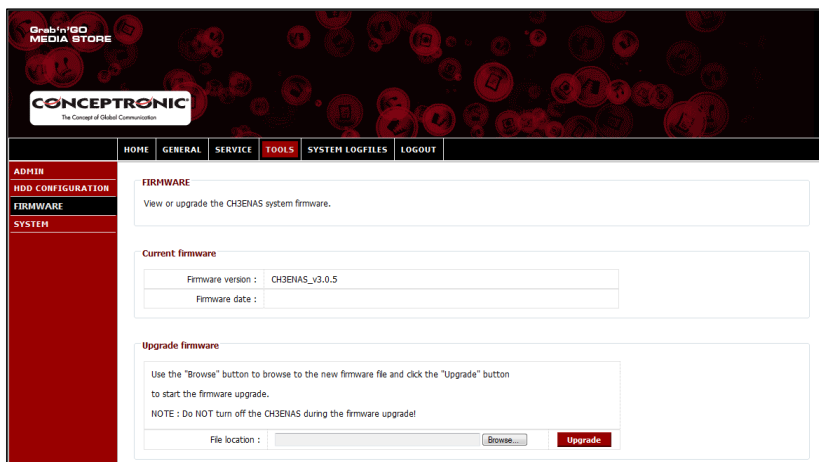 Grab'n'GO
MEDIA STORE
CONCEPTRONIC®
The Concept of Global Communication
HOME GENERAL SERVICE TOOLS SYSTEM LOGFILES LOGOUT
ADMIN
HDD CONFIGURATION
FIRMWARE
SYSTEM
FIRMWARE
View or upgrade the CH3ENAS system firmware.
Current firmware
Firmware version : CH3ENAS_v3.0.5
Firmware date :
Upgrade firmware
Use the "Browse" button to browse to the new firmware file and click the "Upgrade" button
to start the firmware upgrade.
NOTE : Do NOT turn off the CH3ENAS during the firmware upgrade!
File location : Browse... Upgrade